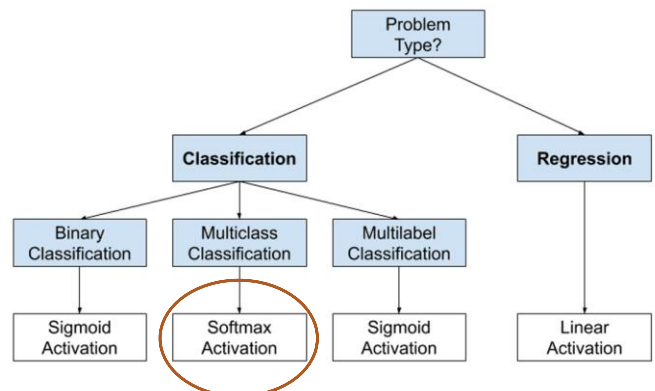 Problem
Type?
Classification
Regression
Binary
Classification
Multiclass
Classification
Multilabel
Classification
Sigmoid
Activation
Softmax
Activation
Sigmoid
Activation
Linear
Activation